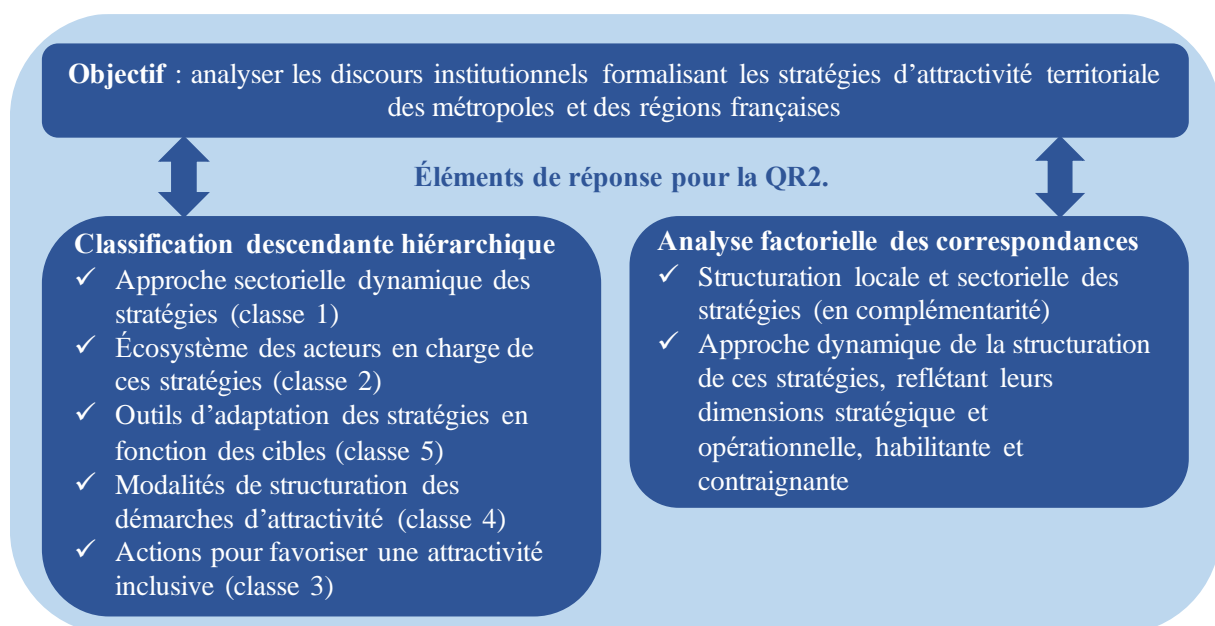 Objectif : analyser les discours institutionnels formalisant les stratégies d’attractivité territoriale
des métropoles et des régions françaises
Éléments de réponse pour la QR2.
Classification descendante hiérarchique
✓ Approche sectorielle dynamique des
stratégies (classe 1)
✓ Écosystème des acteurs en charge de
ces stratégies (classe 2)
✓ Outils d’adaptation des stratégies en
fonction des cibles (classe 5)
✓ Modalités de structuration des
démarches d’attractivité (classe 4)
✓ Actions pour favoriser une attractivité
inclusive (classe 3)
Analyse factorielle des correspondances
✓ Structuration locale et sectorielle des
stratégies (en complémentarité)
✓ Approche dynamique de la structuration
de ces stratégies, reflétant leurs
dimensions stratégique et
opérationnelle, habilitante et
contraignante